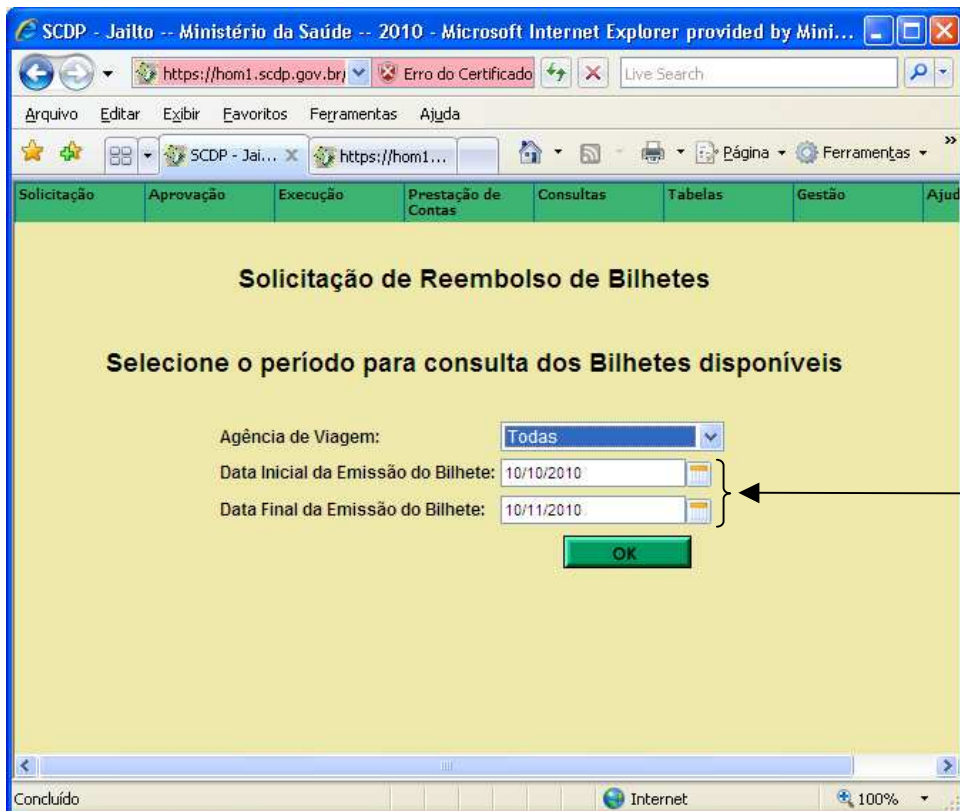 SCDP - Jailto -- Ministério da Saúde -- 2010 - Microsoft Internet Explorer provided by Mini...
https://hom1.scdp.gov.br/ Erro do Certificado Live Search
Arquivo Editar Exibir Favoritos Ferramentas Ajuda
SCDP - Jai... https://hom1... Página Ferramentas »
Solicitação Aprovação Execução Prestação de Contas Consultas Tabelas Gestão Ajud
Solicitação de Reembolso de Bilhetes
Selecione o período para consulta dos Bilhetes disponíveis
Agência de Viagem: Todas
Data Inicial da Emissão do Bilhete: 10/10/2010
Data Final da Emissão do Bilhete: 10/11/2010
OK
Concluído Internet 100%